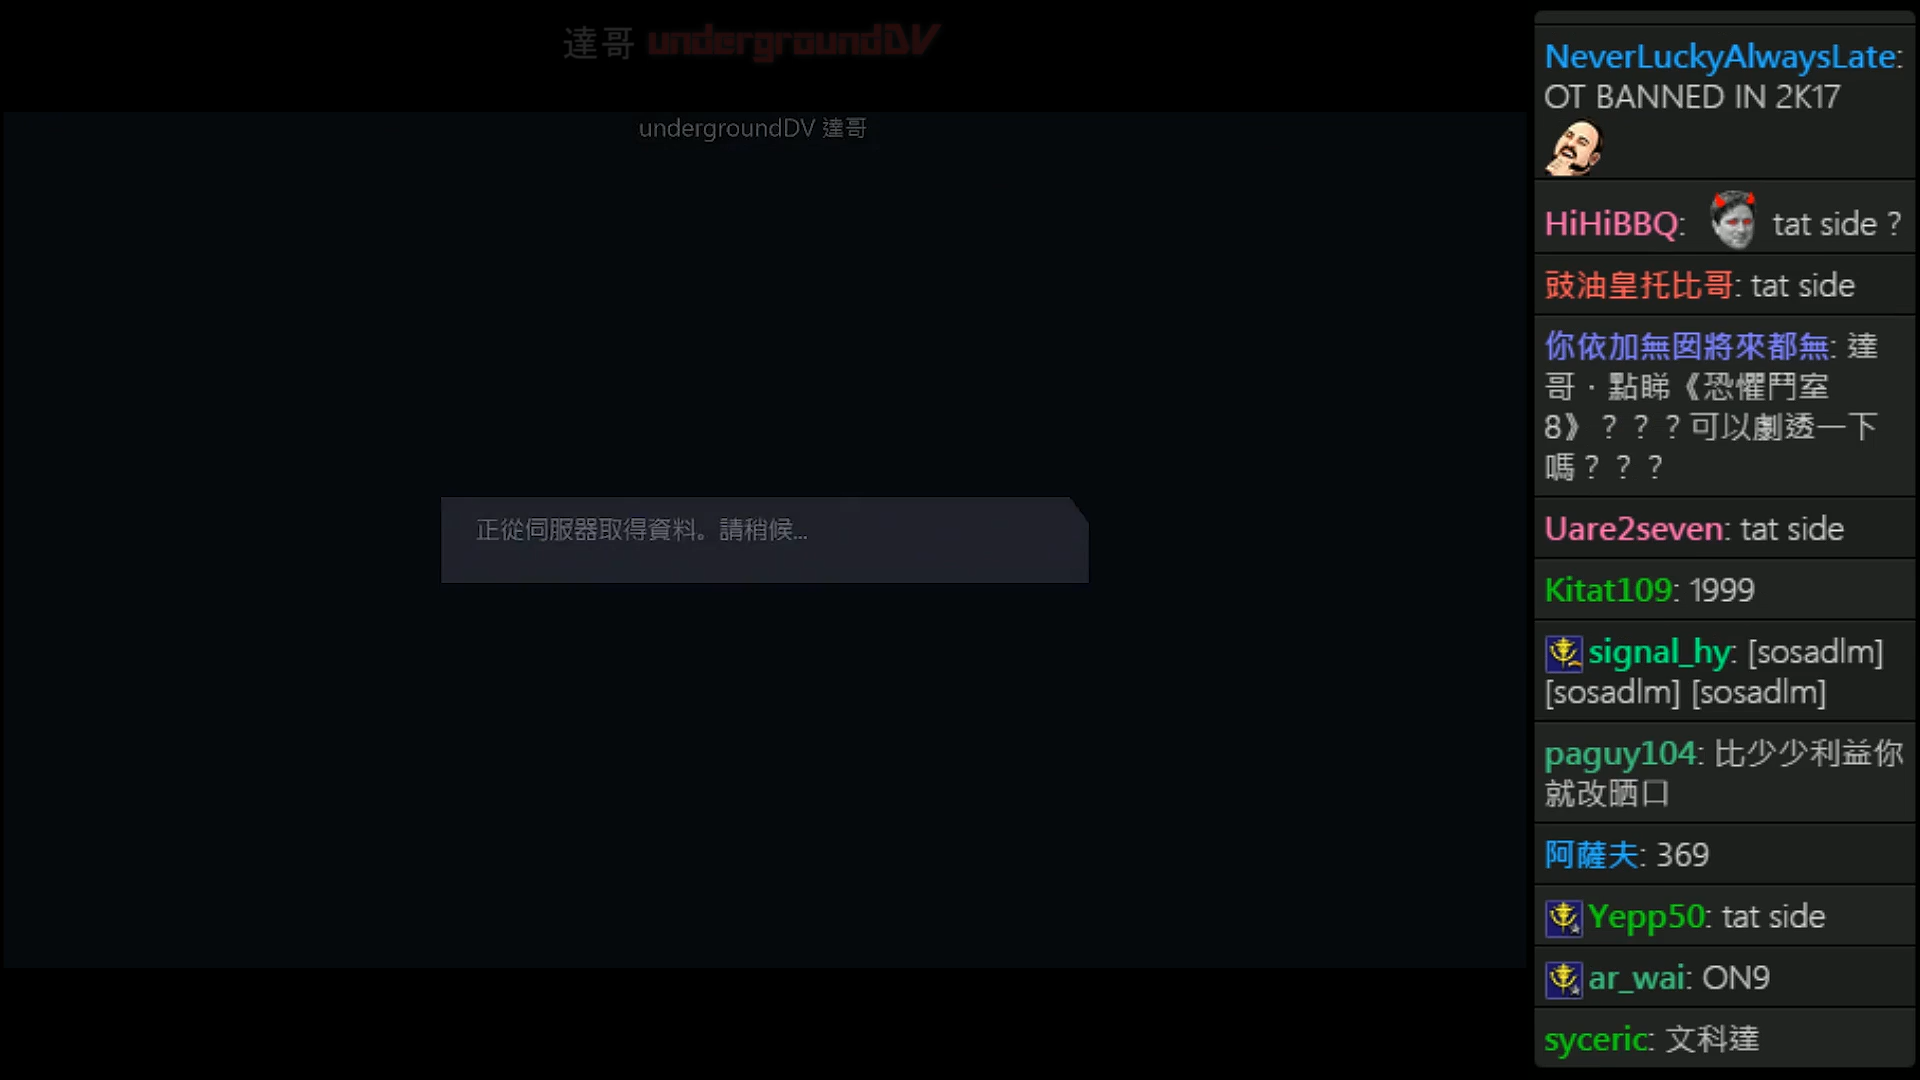 達哥 undergroundDV
undergroundDV 達哥
正從伺服器取得資料。請稍候...
NeverLuckyAlwaysLate:
OT BANNED IN 2K17
HiHiBBQ: tat side ?
豉油皇托比哥: tat side
你依加無囡將來都無: 達
哥．點睇《恐懼鬥室
8》？？？可以劇透一下
嗎？？？
Uare2seven: tat side
Kitat109: 1999
signal_hy: [sosadlm]
[sosadlm] [sosadlm]
paguy104: 比少少利益你
就改晒口
阿薩夫: 369
Yepp50: tat side
ar_wai: ON9
syceric: 文科達